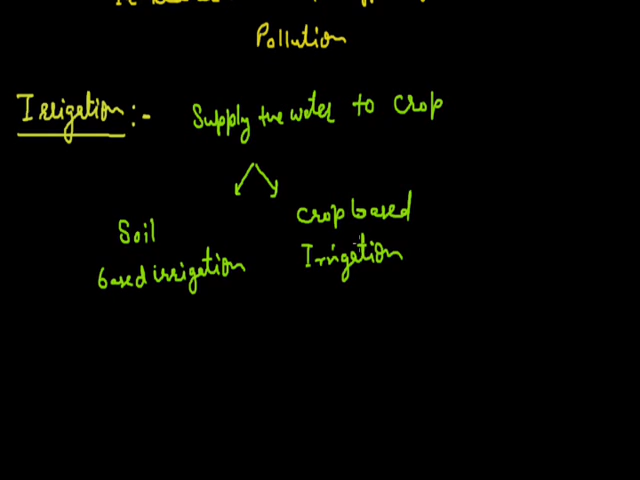 Pollution
Irrigation:- Supply the water to crop
Soil
based irrigation
Crop based
Irrigation